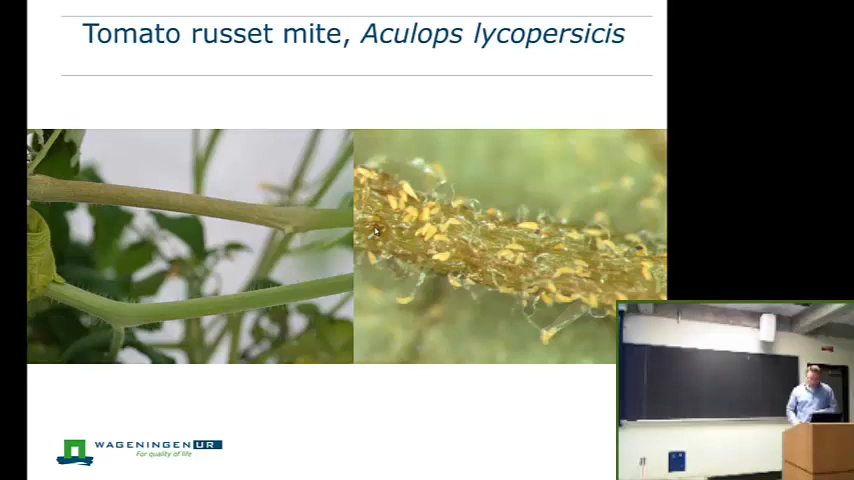 Tomato russet mite, Aculops lycopersicis
WAGENINGEN UR
For quality of life